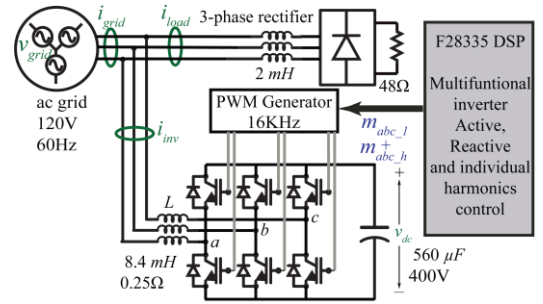 i_grid
i_load
3-phase rectifier
v_grid
2 mH
48Ω
ac grid
120V
60Hz
i_inv
PWM Generator
16KHz
m_abc_l
+
m_abc_h
F28335 DSP
Multifuntional
inverter
Active,
Reactive
and individual
harmonics
control
L
a
b
c
8.4 mH
0.25Ω
+
v_dc
−
560 μF
400V